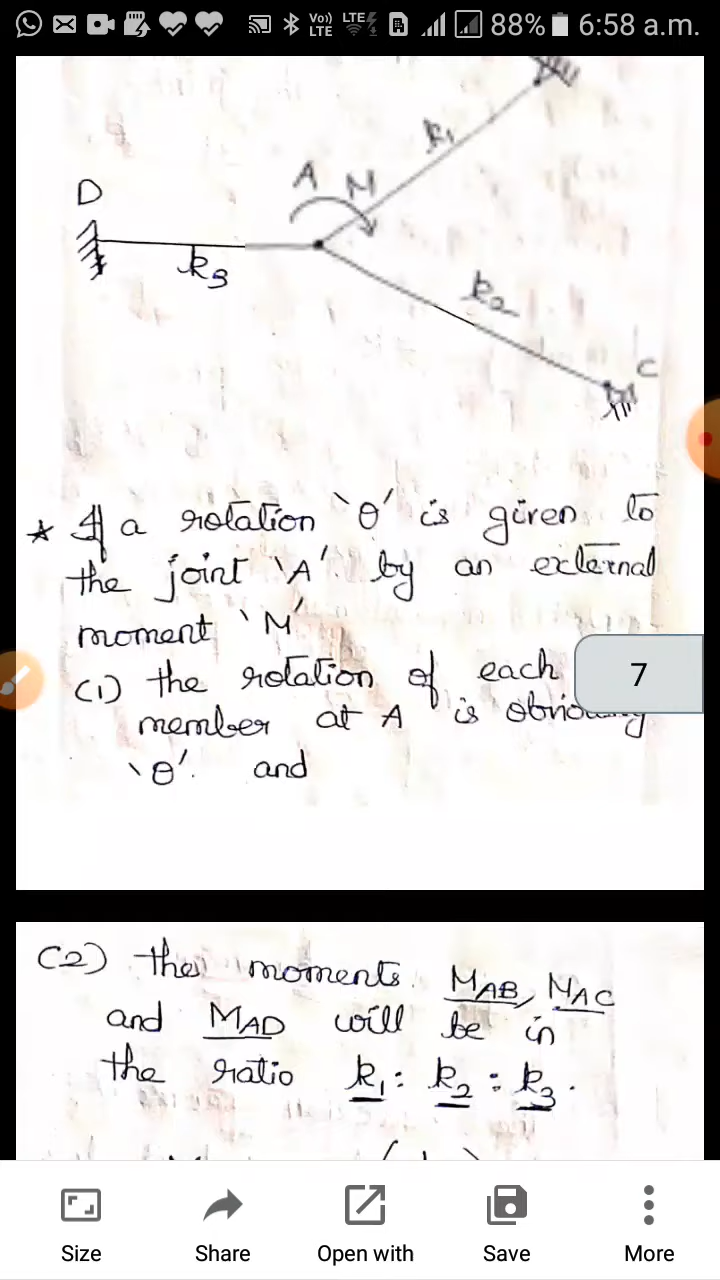 Vo))
LTE
LTE
88%
6:58 a.m.
k1
A
M
D
k3
k2
C
* If a rotation 'θ' is given to
the joint 'A' by an external
moment 'M'
(1) the rotation of each
7
member at A is obviously
'θ'. and
(2) the moments MAB, MAC
and MAD will be in
the ratio k1 : k2 : k3.
Size
Share
Open with
Save
More